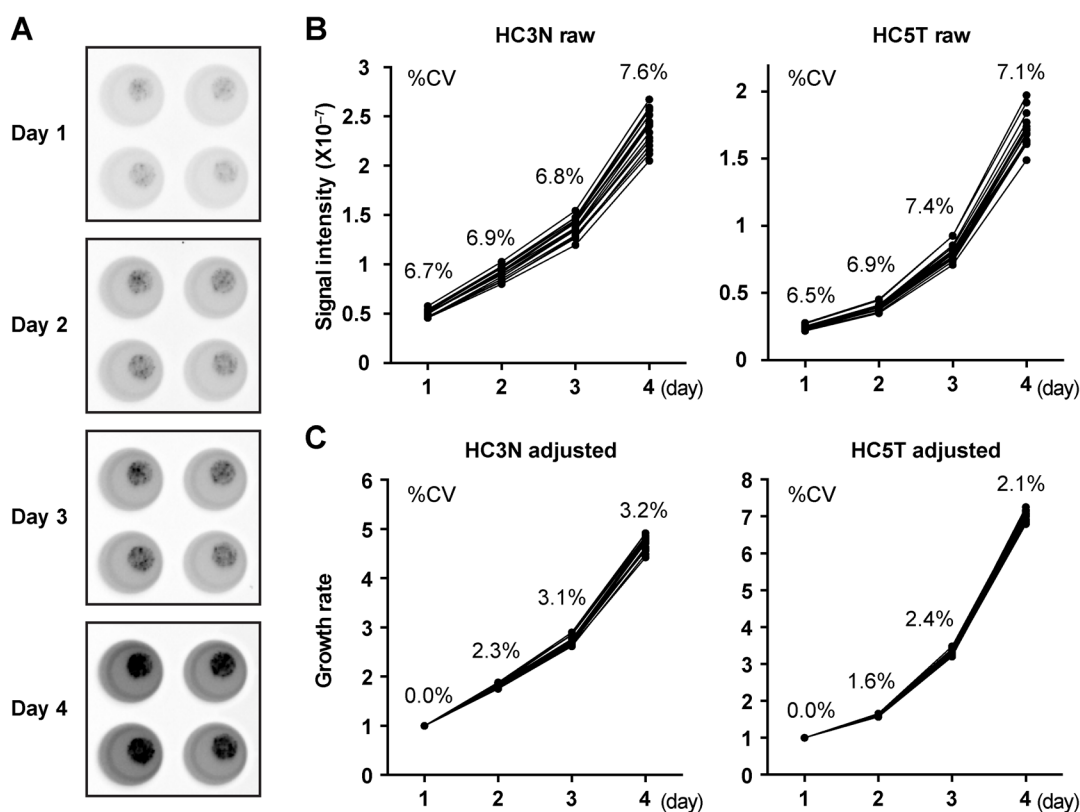 A
Day 1
Day 2
Day 3
Day 4
B
HC3N raw
%CV
Signal intensity (X10⁻⁷)
3
2.5
2
1.5
1
0.5
0
6.7%
6.9%
6.8%
7.6%
1 2 3 4 (day)
HC5T raw
%CV
2
1.5
1
0.5
0
6.5%
6.9%
7.4%
7.1%
1 2 3 4 (day)
C
HC3N adjusted
%CV
Growth rate
6
5
4
3
2
1
0
0.0%
2.3%
3.1%
3.2%
1 2 3 4 (day)
HC5T adjusted
%CV
8
7
6
5
4
3
2
1
0
0.0%
1.6%
2.4%
2.1%
1 2 3 4 (day)